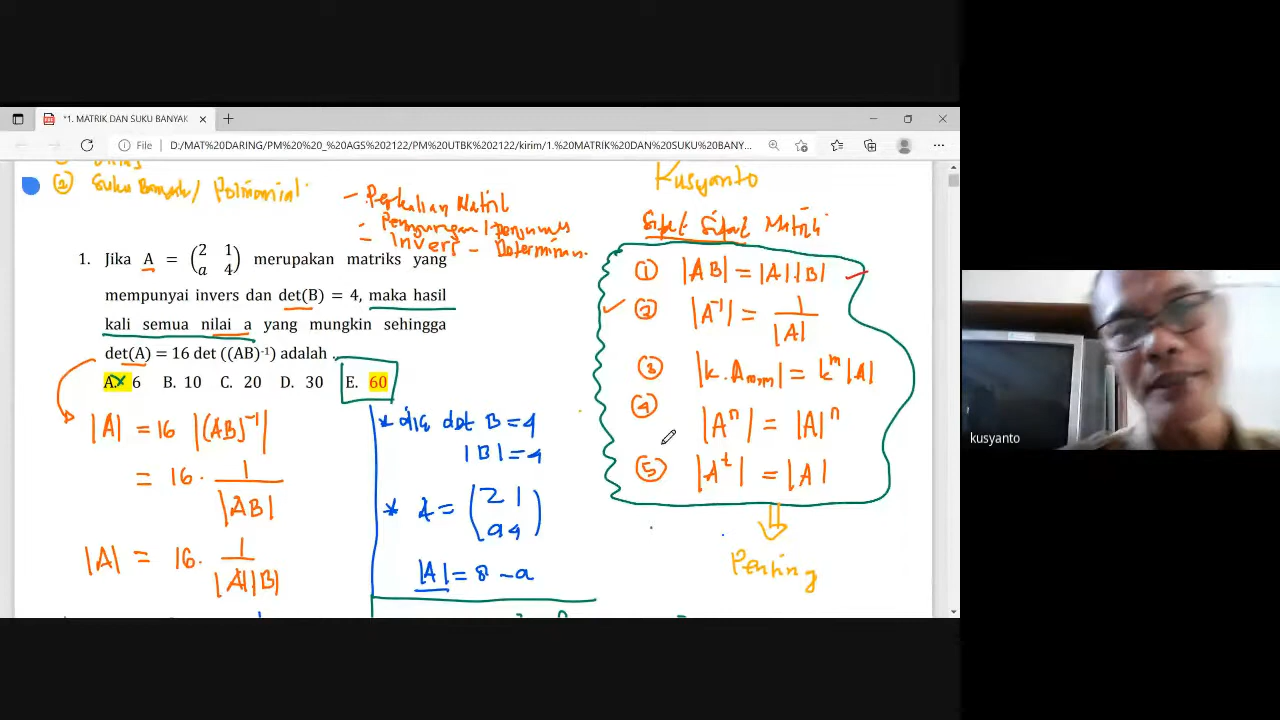 *1. MATRIK DAN SUKU BANYAK
File
D:/MAT%20DARING/PM%20%20_%20AGS%202122/PM%20UTBK%202122/kirim/1.%20MATRIK%20DAN%20SUKU%20BANY...
② Suku Banyak / Polinomial
- Perkalian Matrik
- Invers - Determinan
Kusyanto
Sifat Sifat Matrik
1. Jika A = (2 1
a 4) merupakan matriks yang
mempunyai invers dan det(B) = 4, maka hasil
kali semua nilai a yang mungkin sehingga
det(A) = 16 det ((AB)-1) adalah .
A. 6 B. 10 C. 20 D. 30 E. 60
|A| = 16 |(AB)⁻¹|
= 16 . 1
|AB|
|A| = 16 . 1
|A||B|
* dik det B = 4
|B| = 4
* A = (2 1
a 4)
|A| = 8 - a
① |AB| = |A| |B|
② |A⁻¹| = 1
|A|
③ |k . Amxm| = kᵐ |A|
④ |Aⁿ| = |A|ⁿ
⑤ |Aᵗ| = |A|
Penting
kusyanto